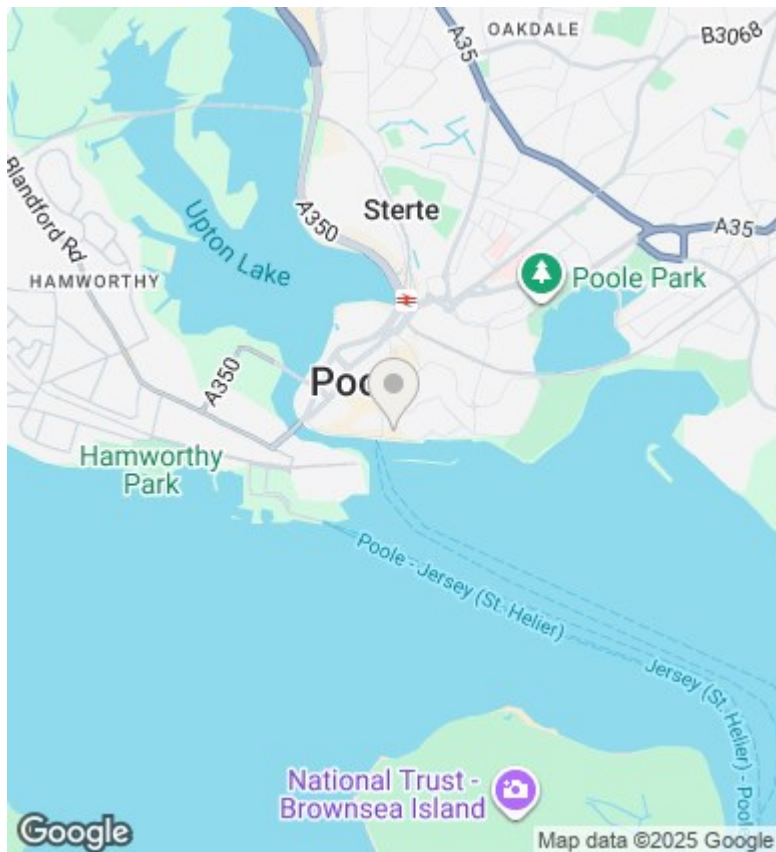 OAKDALE
B3068
A35
Blandford Rd
Sterte
A350
Upton Lake
A35
HAMWORTHY
Poole Park
A350
Poo
Hamworthy
Park
Poole - Jersey (St. Helier)
Jersey (St. Helier) - Poole
National Trust -
Brownsea Island
Google
Map data ©2025 Google